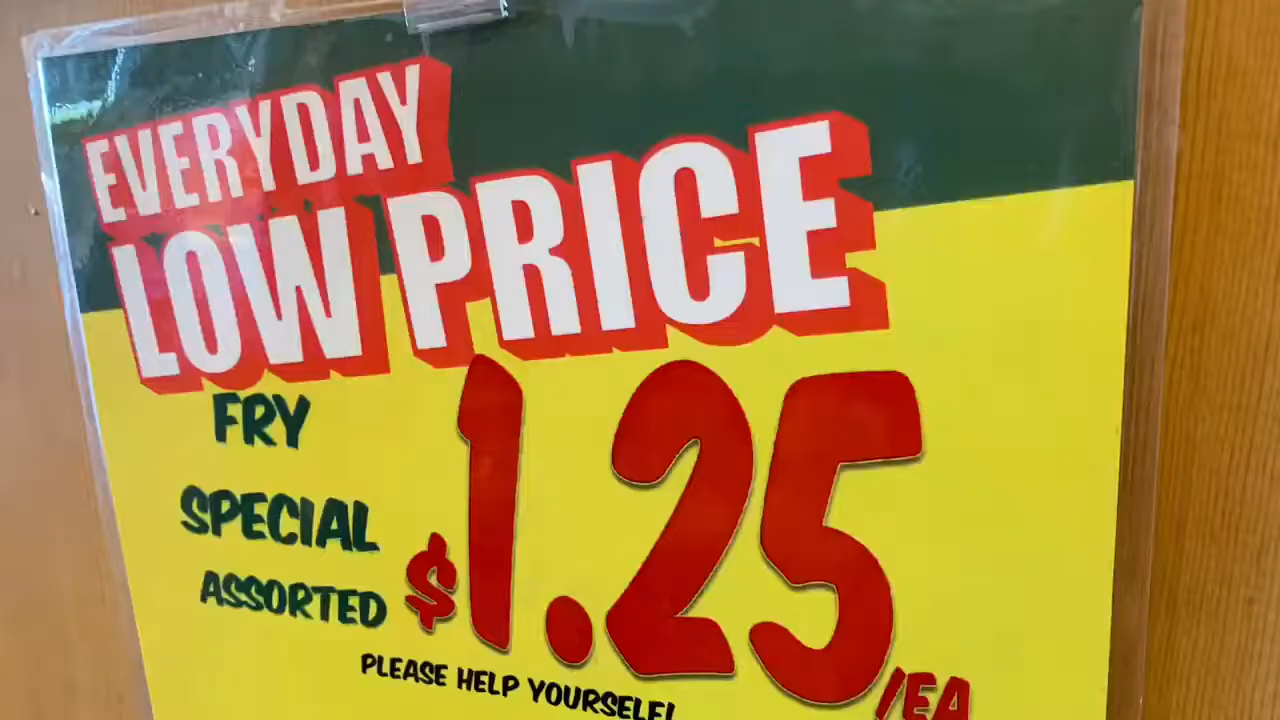 EVERYDAY
LOW PRICE
FRY
SPECIAL
ASSORTED
$1.25/EA
PLEASE HELP YOURSELF!